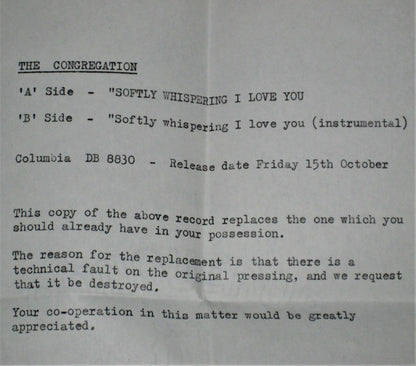 THE CONGREGATION
'A' Side - "SOFTLY WHISPERING I LOVE YOU
'B' Side - "Softly whispering I love you (instrumental)
Columbia DB 8830 - Release date Friday 15th October
This copy of the above record replaces the one which you
should already have in your possession.
The reason for the replacement is that there is a
technical fault on the original pressing, and we request
that it be destroyed.
Your co-operation in this matter would be greatly
appreciated.